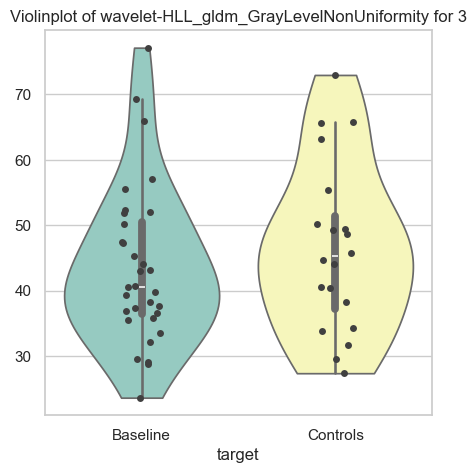 Violinplot of wavelet-HLL_gldm_GrayLevelNonUniformity for 3
70
60
50
40
30
Baseline Controls
target